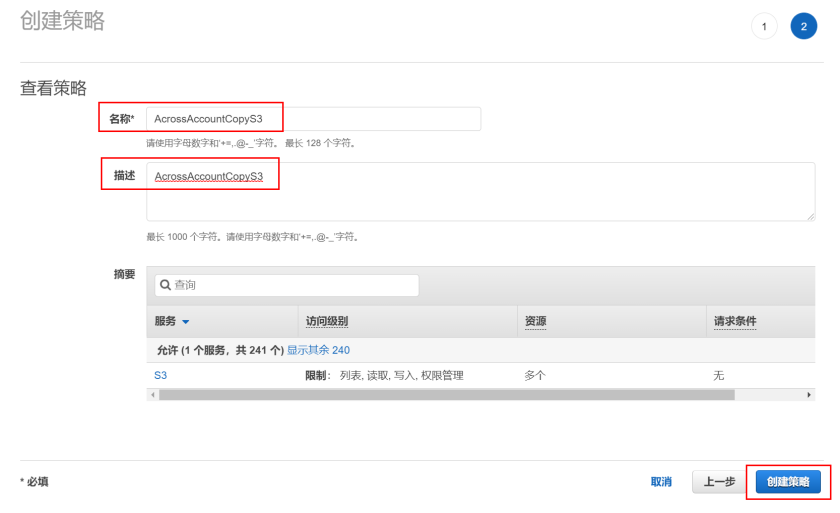 创建策略
1 2
查看策略
名称* AcrossAccountCopyS3
请使用字母数字和'+=,.@-_'字符。 最长 128 个字符。
描述 AcrossAccountCopyS3
最长 1000 个字符。请使用字母数字和'+=,.@-_'字符。
摘要
查询
服务 访问级别 资源 请求条件
允许 (1 个服务，共 241 个) 显示其余 240
S3 限制： 列表, 读取, 写入, 权限管理 多个 无
* 必填 取消 上一步 创建策略